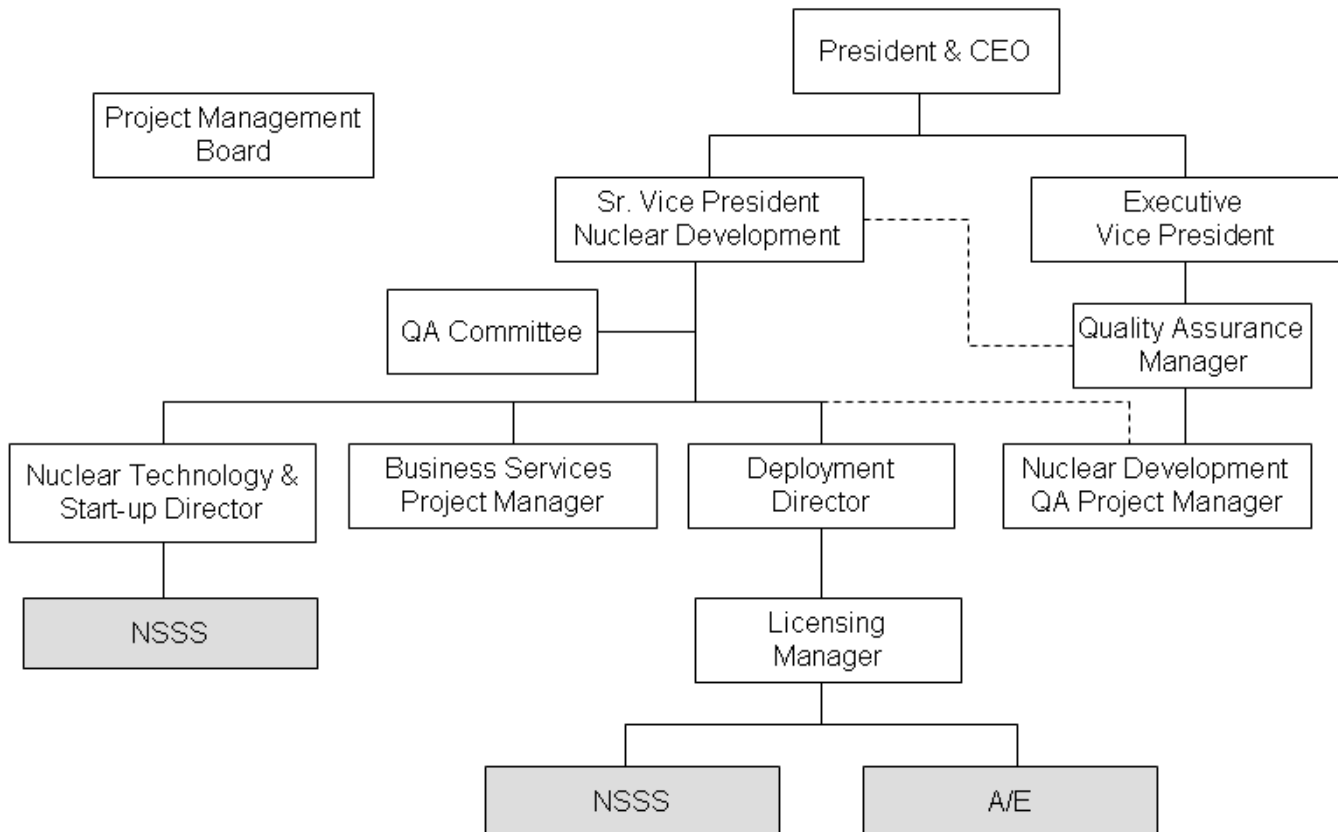 President & CEO
Project Management
Board
Sr. Vice President
Nuclear Development
Executive
Vice President
QA Committee
Quality Assurance
Manager
Nuclear Technology &
Start-up Director
Business Services
Project Manager
Deployment
Director
Nuclear Development
QA Project Manager
NSSS
Licensing
Manager
NSSS
A/E